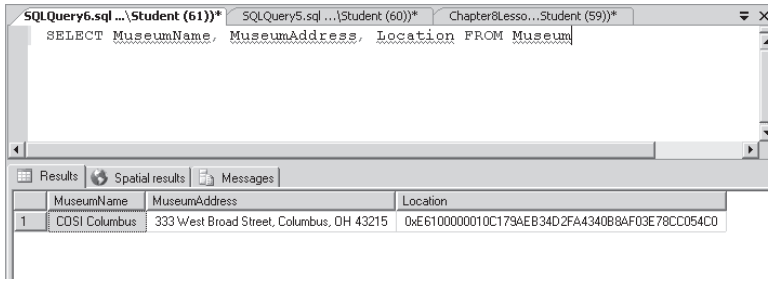 SQLQuery6.sql ...\Student (61))* SQLQuery5.sql ...\Student (60))* Chapter8Lesso...Student (59))*
SELECT MuseumName, MuseumAddress, Location FROM Museum
Results Spatial results Messages
MuseumName MuseumAddress Location
1 COSI Columbus 333 West Broad Street, Columbus, OH 43215 0xE6100000010C179AEB34D2FA4340B8AF03E78CC054C0